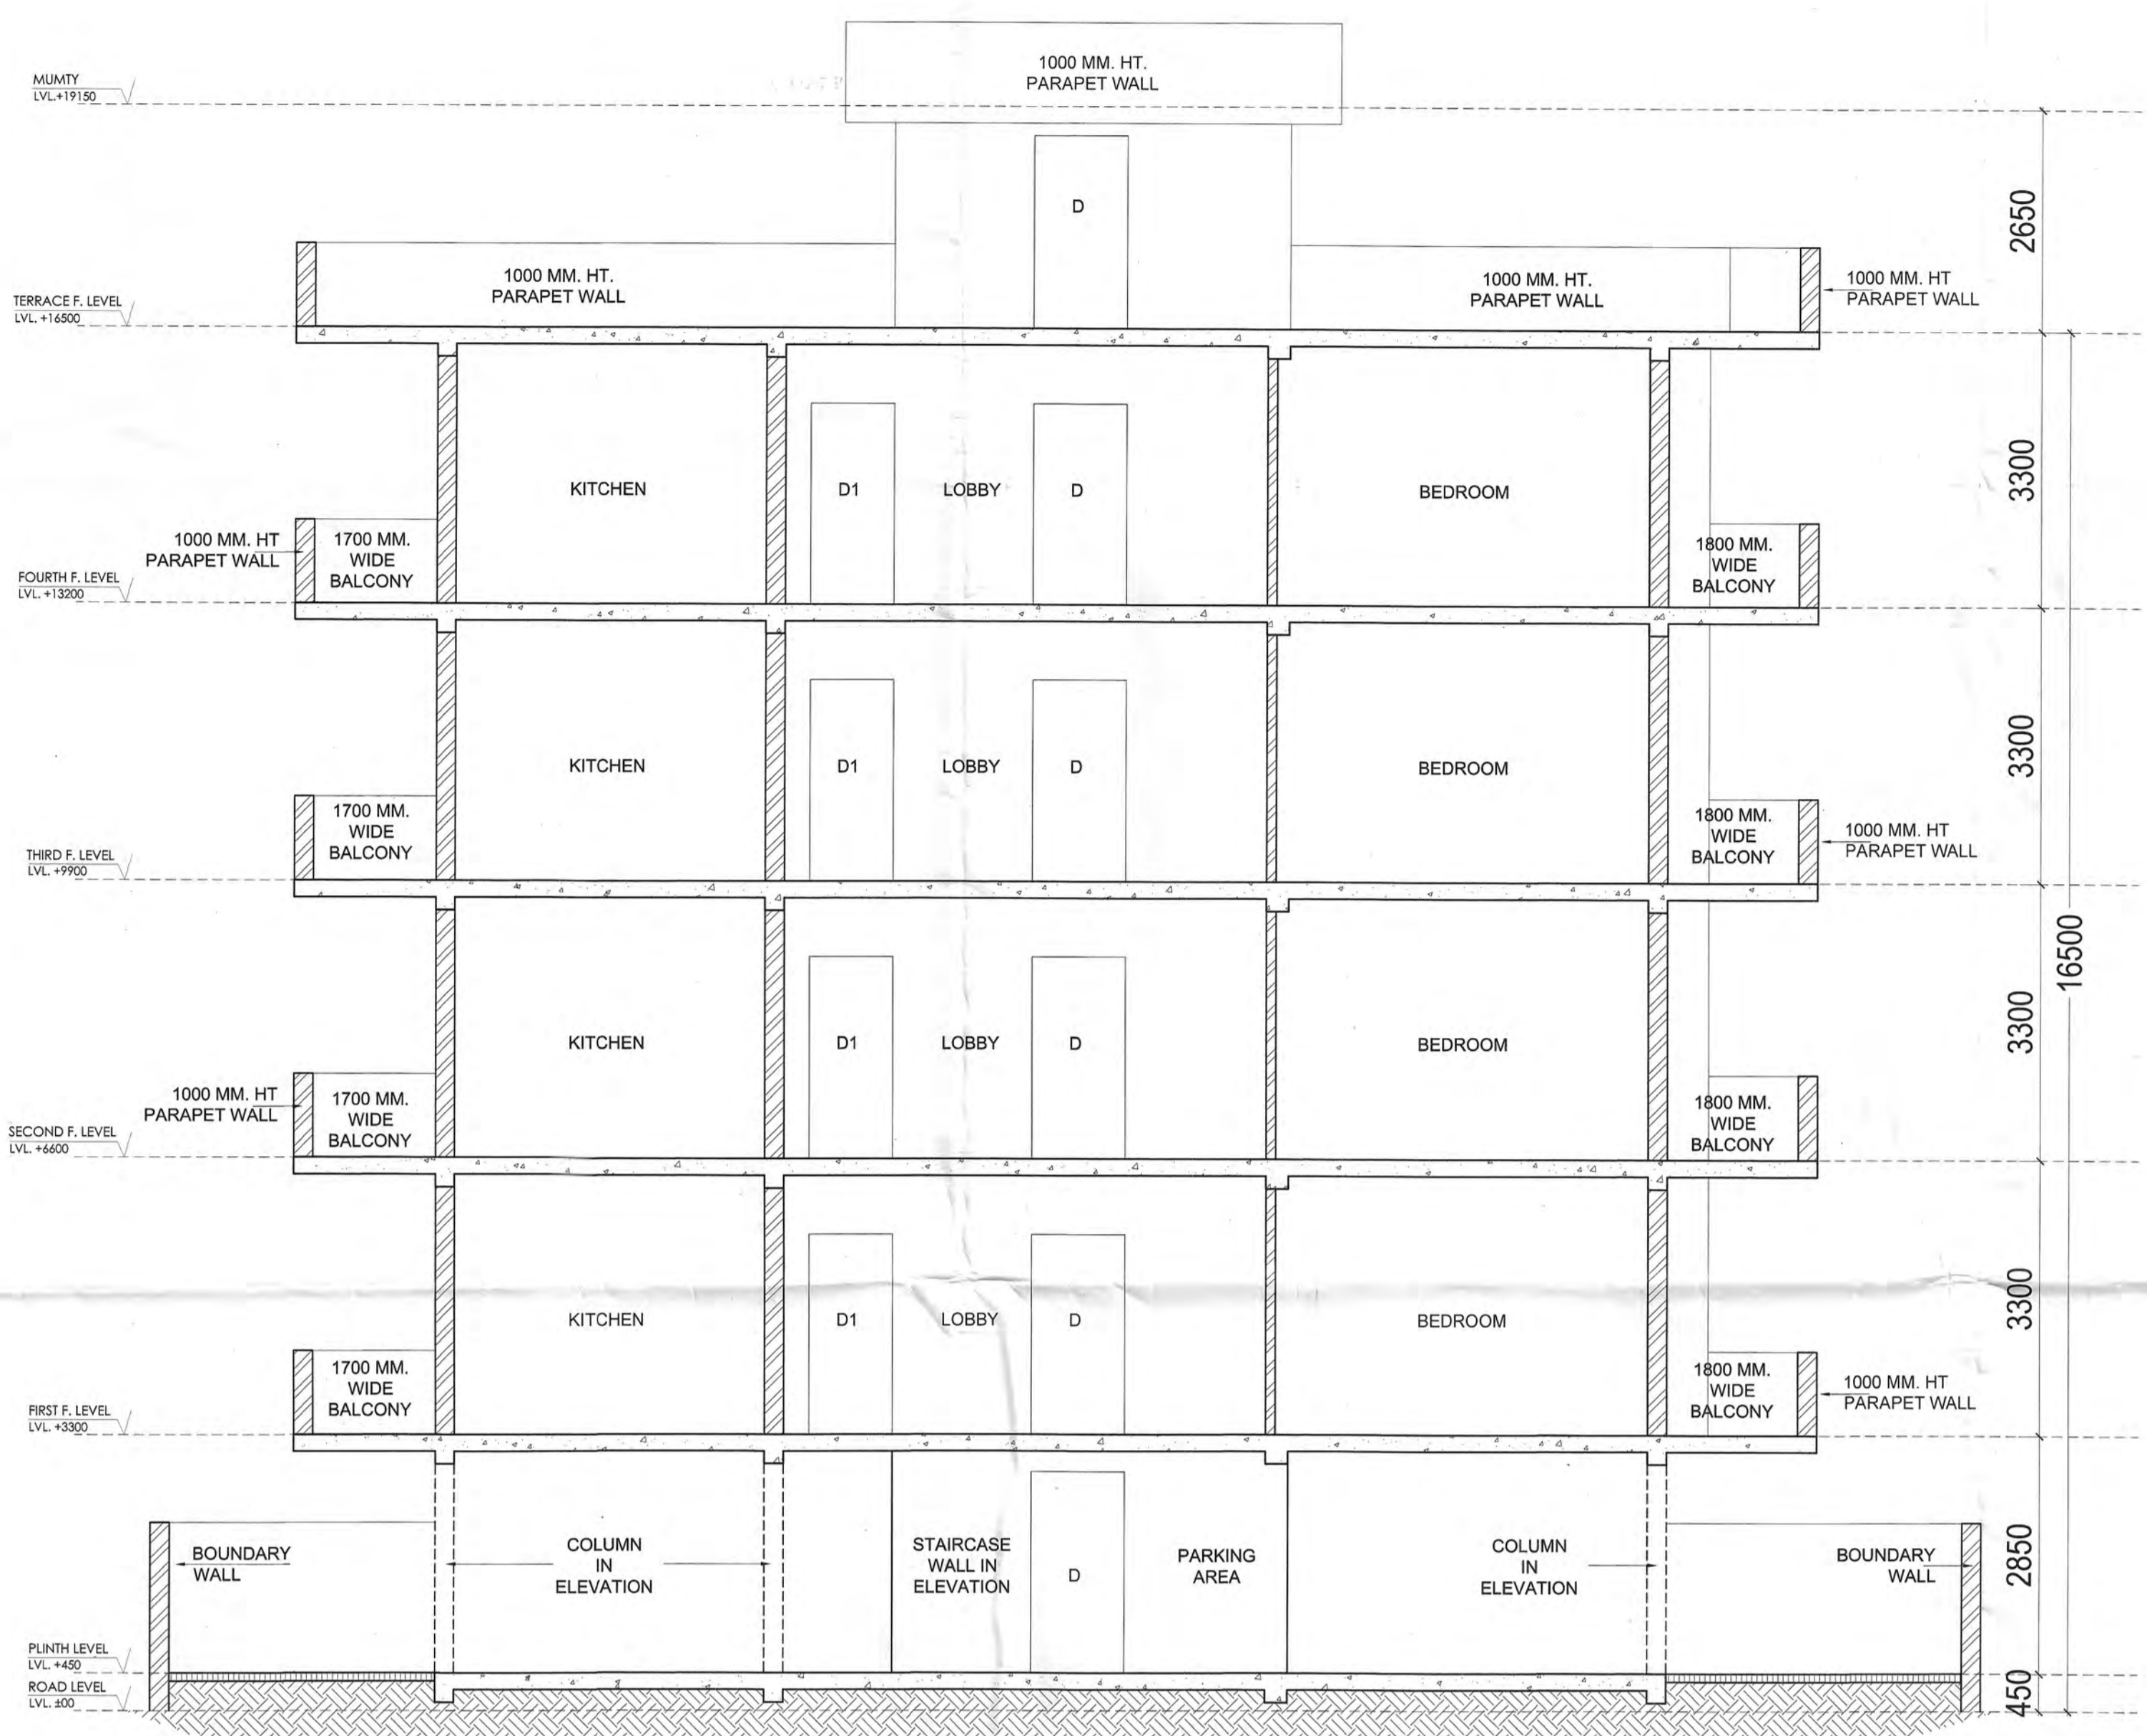 1000 MM. HT.
PARAPET WALL
MUMTY
LVL.+19150
D
2650
1000 MM. HT.
PARAPET WALL
1000 MM. HT.
PARAPET WALL
1000 MM. HT
PARAPET WALL
TERRACE F. LEVEL
LVL. +16500
KITCHEN
D1
LOBBY
D
BEDROOM
3300
1000 MM. HT
PARAPET WALL
1700 MM.
WIDE
BALCONY
1800 MM.
WIDE
BALCONY
FOURTH F. LEVEL
LVL. +13200
KITCHEN
D1
LOBBY
D
BEDROOM
3300
1700 MM.
WIDE
BALCONY
1800 MM.
WIDE
BALCONY
1000 MM. HT
PARAPET WALL
THIRD F. LEVEL
LVL. +9900
16500
KITCHEN
D1
LOBBY
D
BEDROOM
3300
1000 MM. HT
PARAPET WALL
1700 MM.
WIDE
BALCONY
1800 MM.
WIDE
BALCONY
SECOND F. LEVEL
LVL. +6600
KITCHEN
D1
LOBBY
D
BEDROOM
3300
1700 MM.
WIDE
BALCONY
1800 MM.
WIDE
BALCONY
1000 MM. HT
PARAPET WALL
FIRST F. LEVEL
LVL. +3300
BOUNDARY
WALL
COLUMN
IN
ELEVATION
STAIRCASE
WALL IN
ELEVATION
D
PARKING
AREA
COLUMN
IN
ELEVATION
BOUNDARY
WALL
2850
PLINTH LEVEL
LVL. +450
ROAD LEVEL
LVL. ±00
450